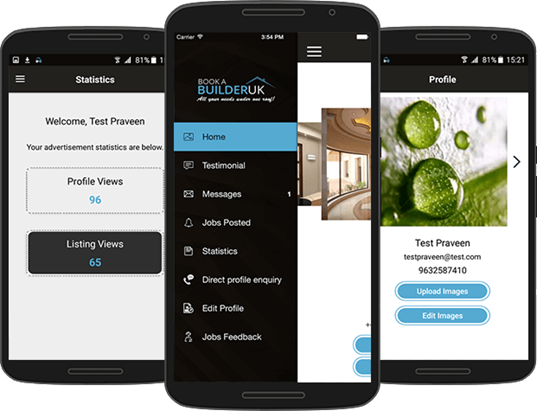 81% 15:21
Statistics
Welcome, Test Praveen
Your advertisement statistics are below.
Profile Views
96
Listing Views
65
Carrier 3:54 PM
BOOK A
BUILDERUK
All your needs under one roof!
Home
Testimonial
Messages 1
Jobs Posted
Statistics
Direct profile enquiry
Edit Profile
Jobs Feedback
81% 15:21
Profile
Test Praveen
testpraveen@test.com
9632587410
Upload Images
Edit Images